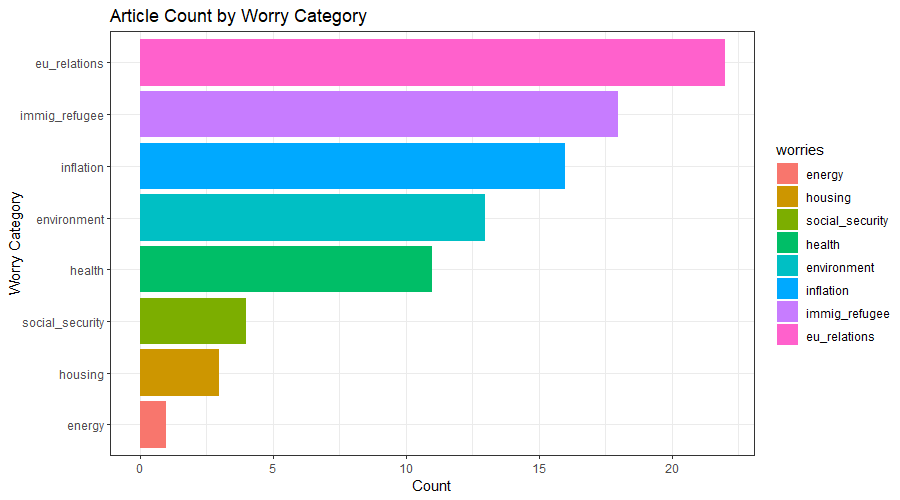 Article Count by Worry Category
Worry Category
eu_relations
immig_refugee
inflation
environment
health
social_security
housing
energy
0 5 10 15 20
Count
worries
energy
housing
social_security
health
environment
inflation
immig_refugee
eu_relations